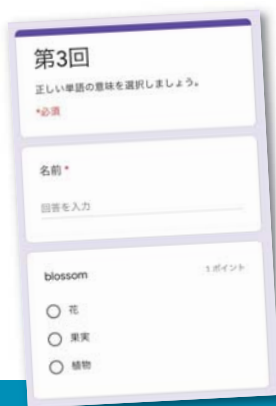 第3回
正しい単語の意味を選択しましょう。
*必須
名前 *
回答を入力
blossom
1 ポイント
花
果実
植物